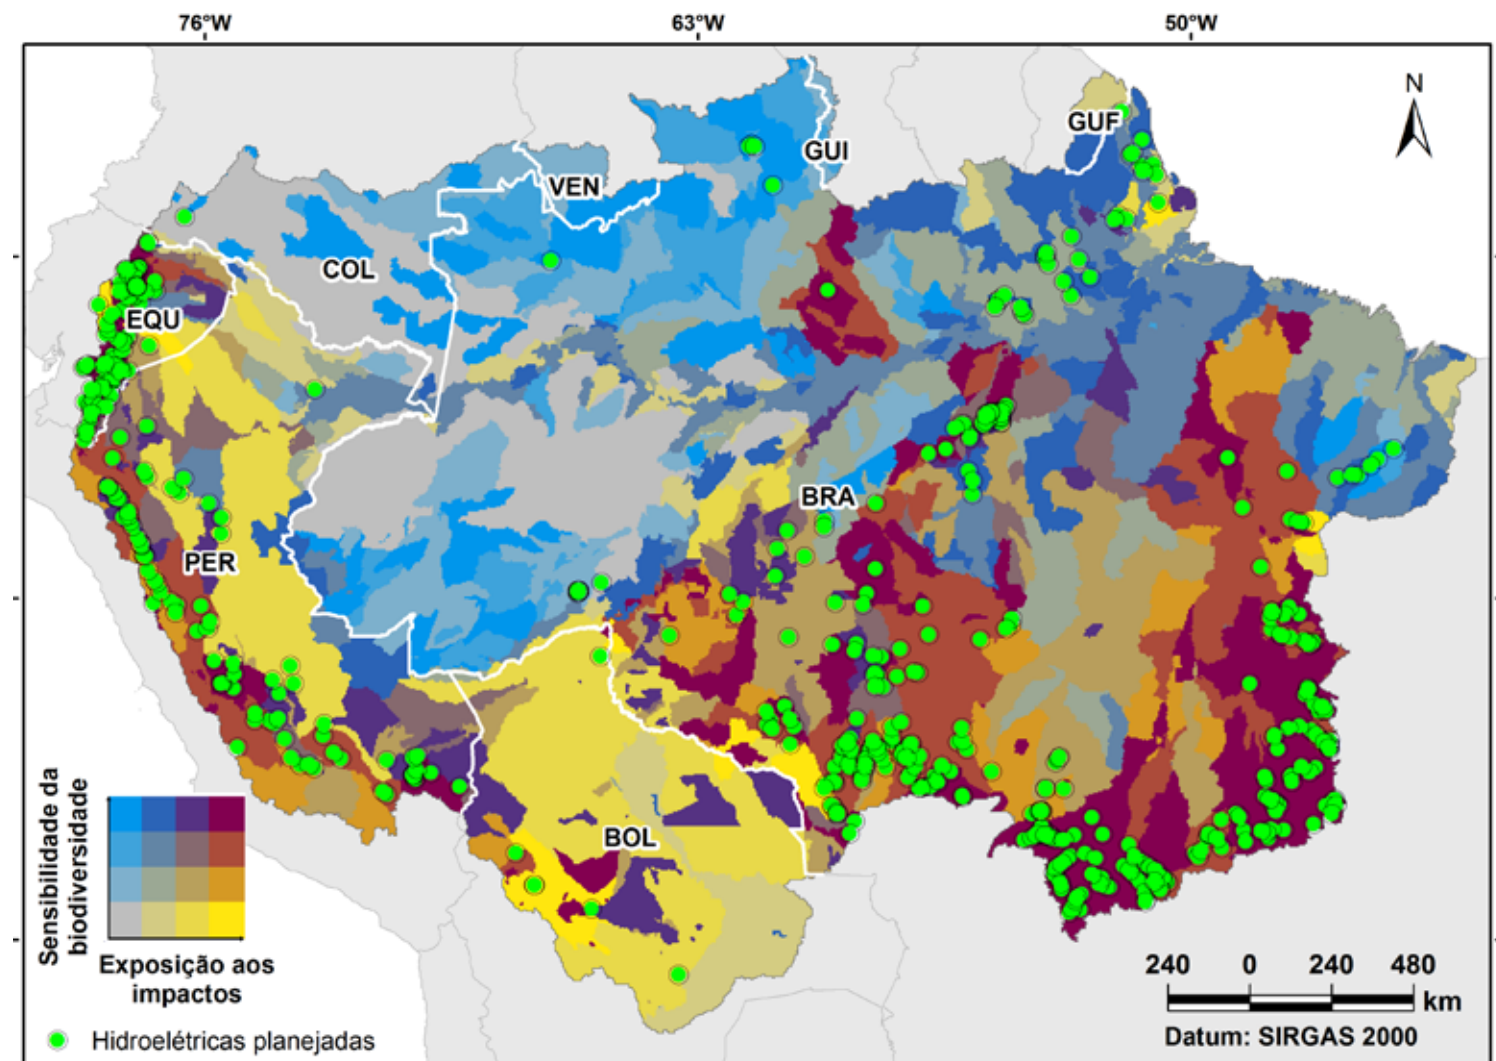 76°W
63°W
50°W
N
GUF
GUI
VEN
COL
EQU
BRA
PER
BOL
Sensibilidade da
biodiversidade
Exposição aos
impactos
Hidroelétricas planejadas
240 0 240 480
km
Datum: SIRGAS 2000